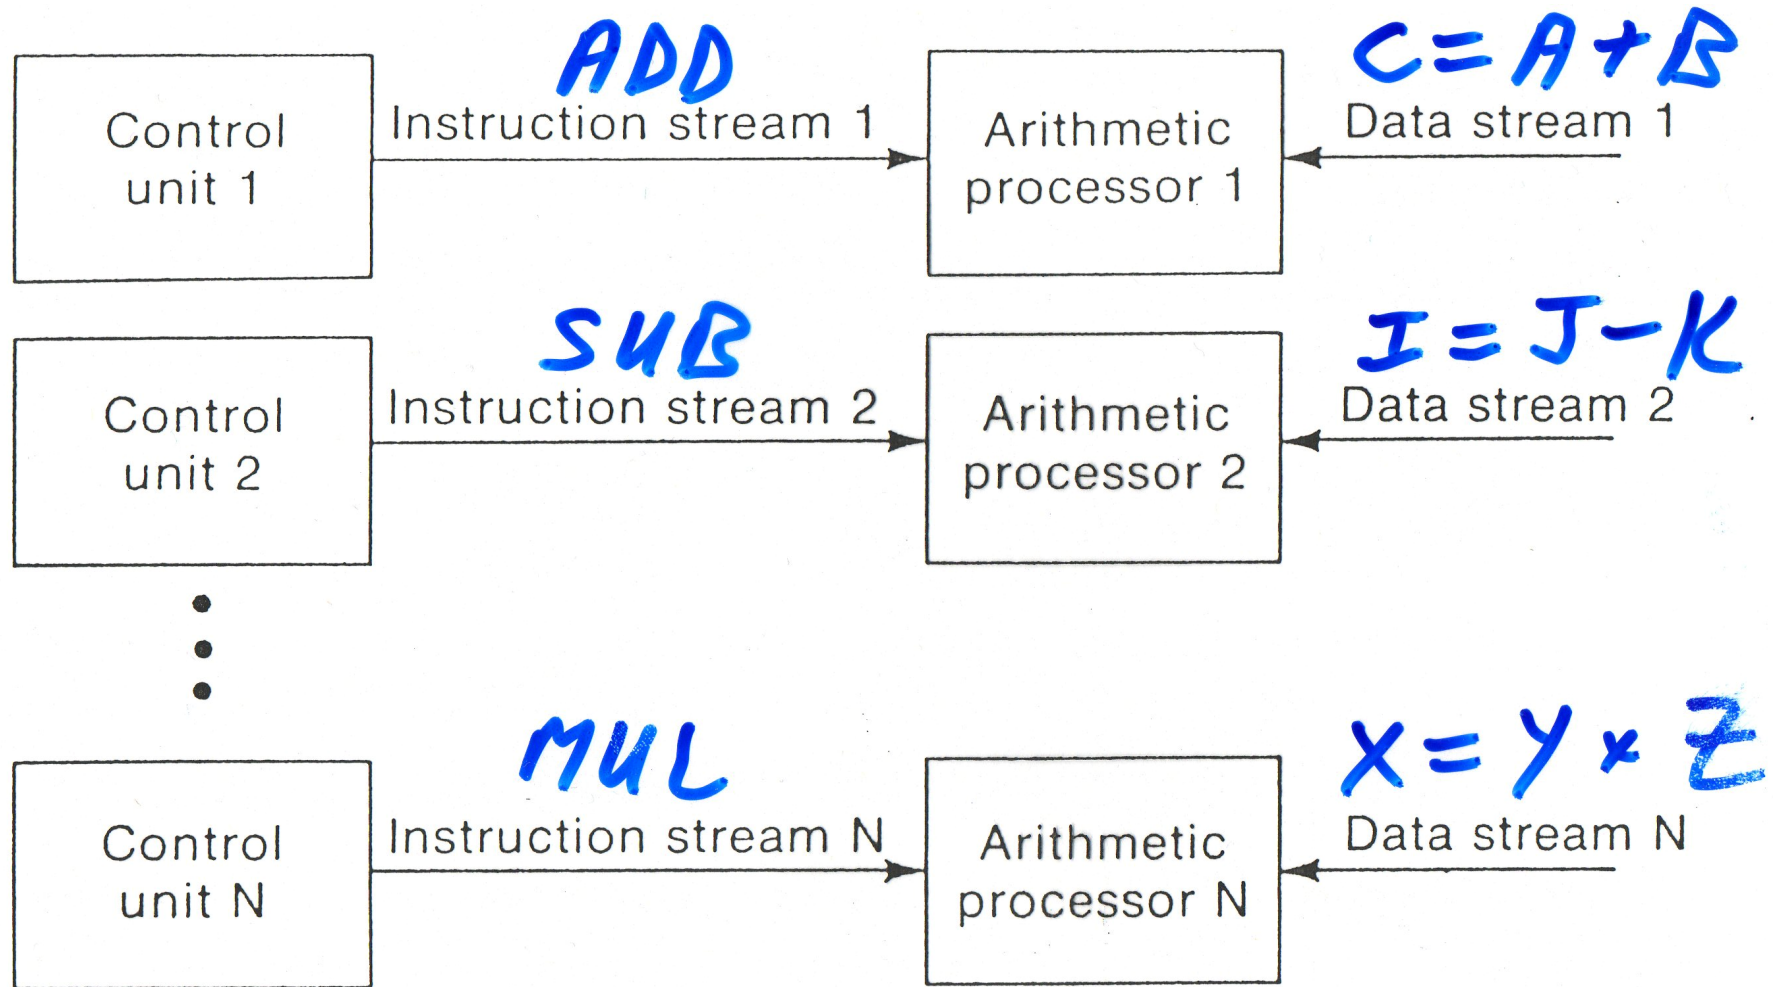 ADD
C=A+B
Control
unit 1
Instruction stream 1
Arithmetic
processor 1
Data stream 1
SUB
I=J-K
Control
unit 2
Instruction stream 2
Arithmetic
processor 2
Data stream 2
MUL
X=Y*Z
Control
unit N
Instruction stream N
Arithmetic
processor N
Data stream N